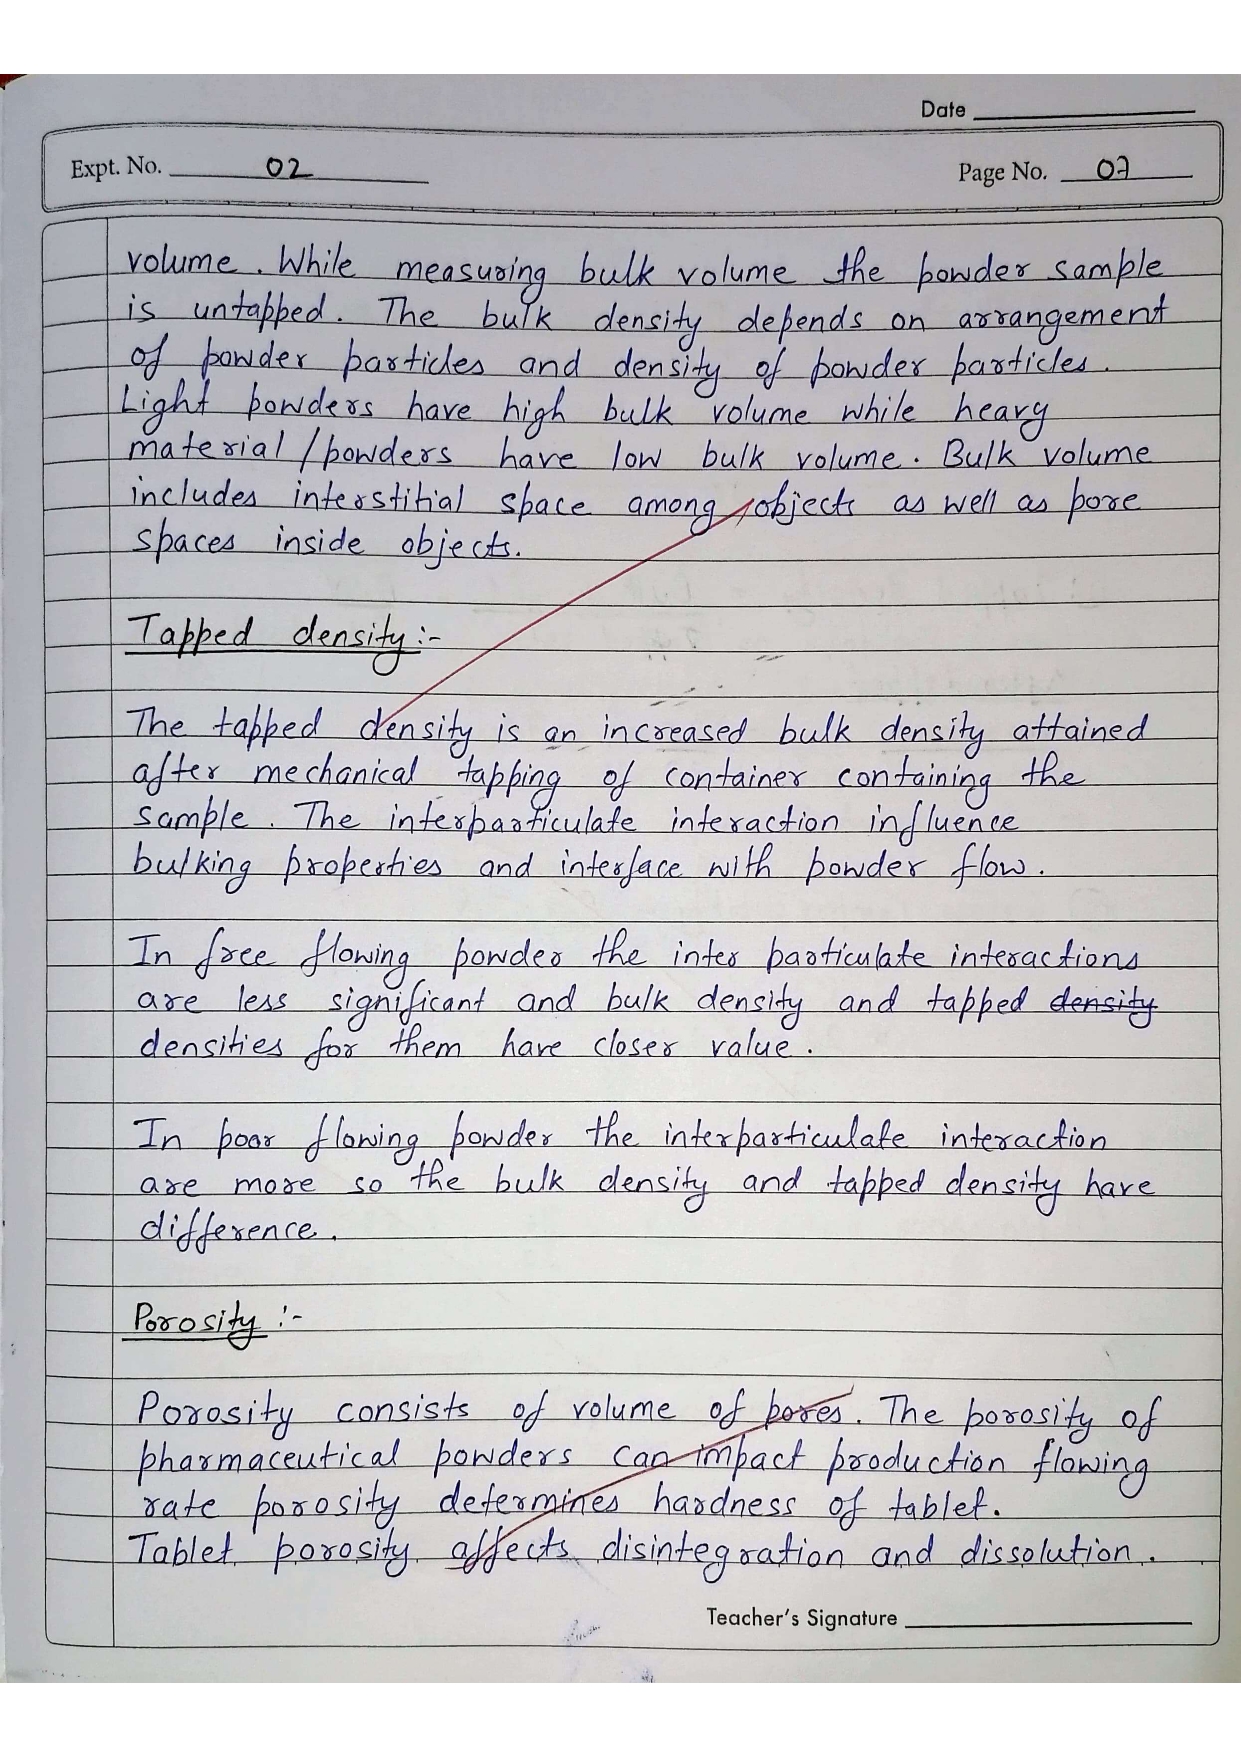 Date
Expt. No. 02
Page No. 07
volume. While measuring bulk volume the powder sample
is untapped. The bulk density depends on arrangement
of powder particles and density of powder particles.
Light powders have high bulk volume while heavy
material/powders have low bulk volume. Bulk volume
includes interstitial space among objects as well as pore
spaces inside objects.
Tapped density :-
The tapped density is an increased bulk density attained
after mechanical tapping of container containing the
sample. The interparticulate interaction influence
bulking properties and interface with powder flow.
In free flowing powder the inter particulate interactions
are less significant and bulk density and tapped density
densities for them have closer value.
In poor flowing powder the interparticulate interaction
are more so the bulk density and tapped density have
difference.
Porosity :-
Porosity consists of volume of pores. The porosity of
pharmaceutical powders can impact production flowing
rate porosity determines hardness of tablet.
Tablet porosity affects disintegration and dissolution.
Teacher's Signature